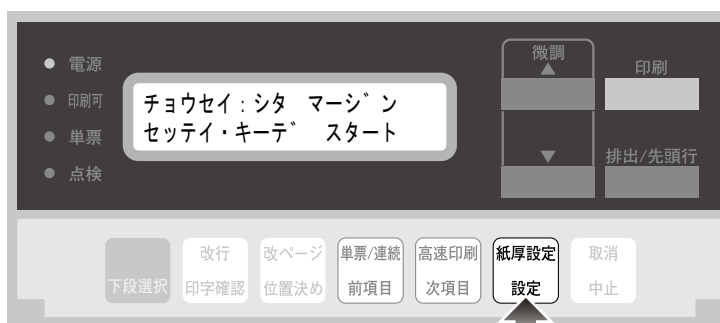 電源
印刷可
単票
点検
チョウセイ:シタ マージ゛ン
セッテイ・キーデ゛ スタート
微調
▲
▼
印刷
排出/先頭行
下段選択
改行
印字確認
改ページ
位置決め
単票/連続
前項目
高速印刷
次項目
紙厚設定
設定
取消
中止